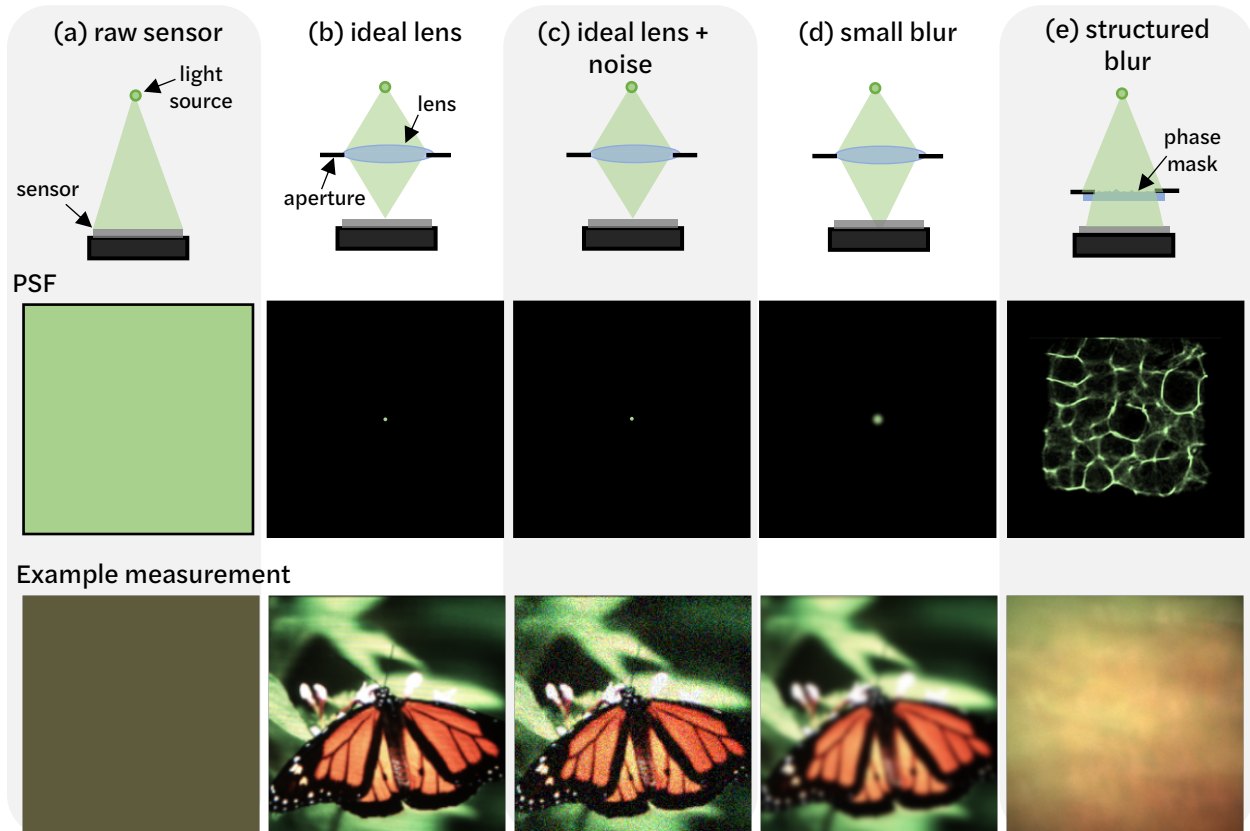 (a) raw sensor
(b) ideal lens
(c) ideal lens +
noise
(d) small blur
(e) structured
blur
light
source
sensor
lens
aperture
phase
mask
PSF
Example measurement